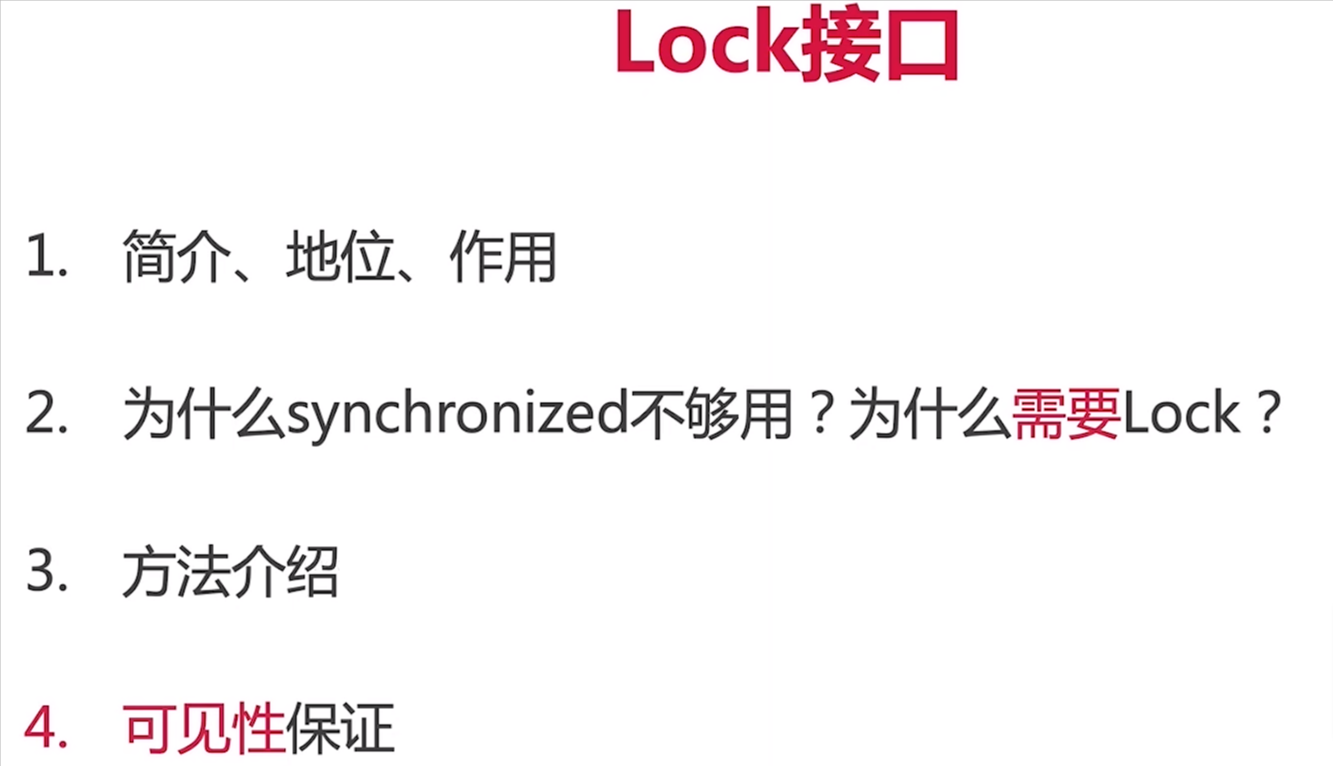 Lock接口
1. 简介、地位、作用
2. 为什么synchronized不够用？为什么需要Lock？
3. 方法介绍
4. 可见性保证